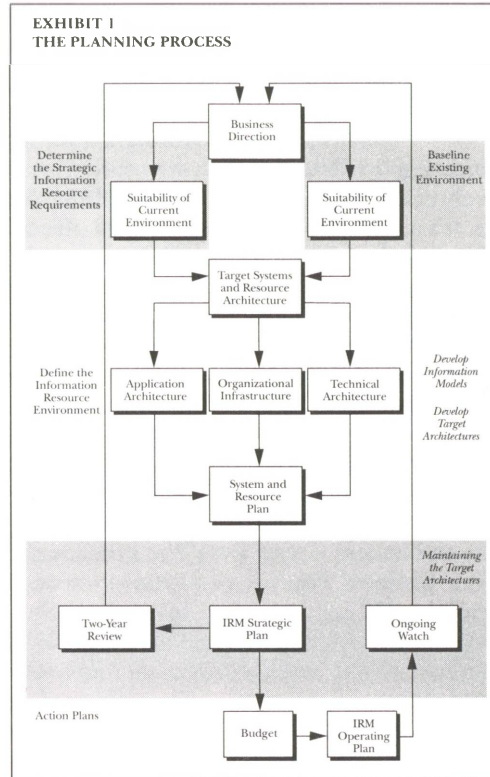 EXHIBIT 1
THE PLANNING PROCESS
Business
Direction
Determine
the Strategic
Information
Resource
Requirements
Baseline
Existing
Environment
Suitability of
Current
Environment
Suitability of
Current
Environment
Target Systems
and Resource
Architecture
Define the
Information
Resource
Environment
Application
Architecture
Organizational
Infrastructure
Technical
Architecture
Develop
Information
Models
Develop
Target
Architectures
System and
Resource
Plan
Maintaining
the Target
Architectures
Two-Year
Review
IRM Strategic
Plan
Ongoing
Watch
Action Plans
Budget
IRM
Operating
Plan